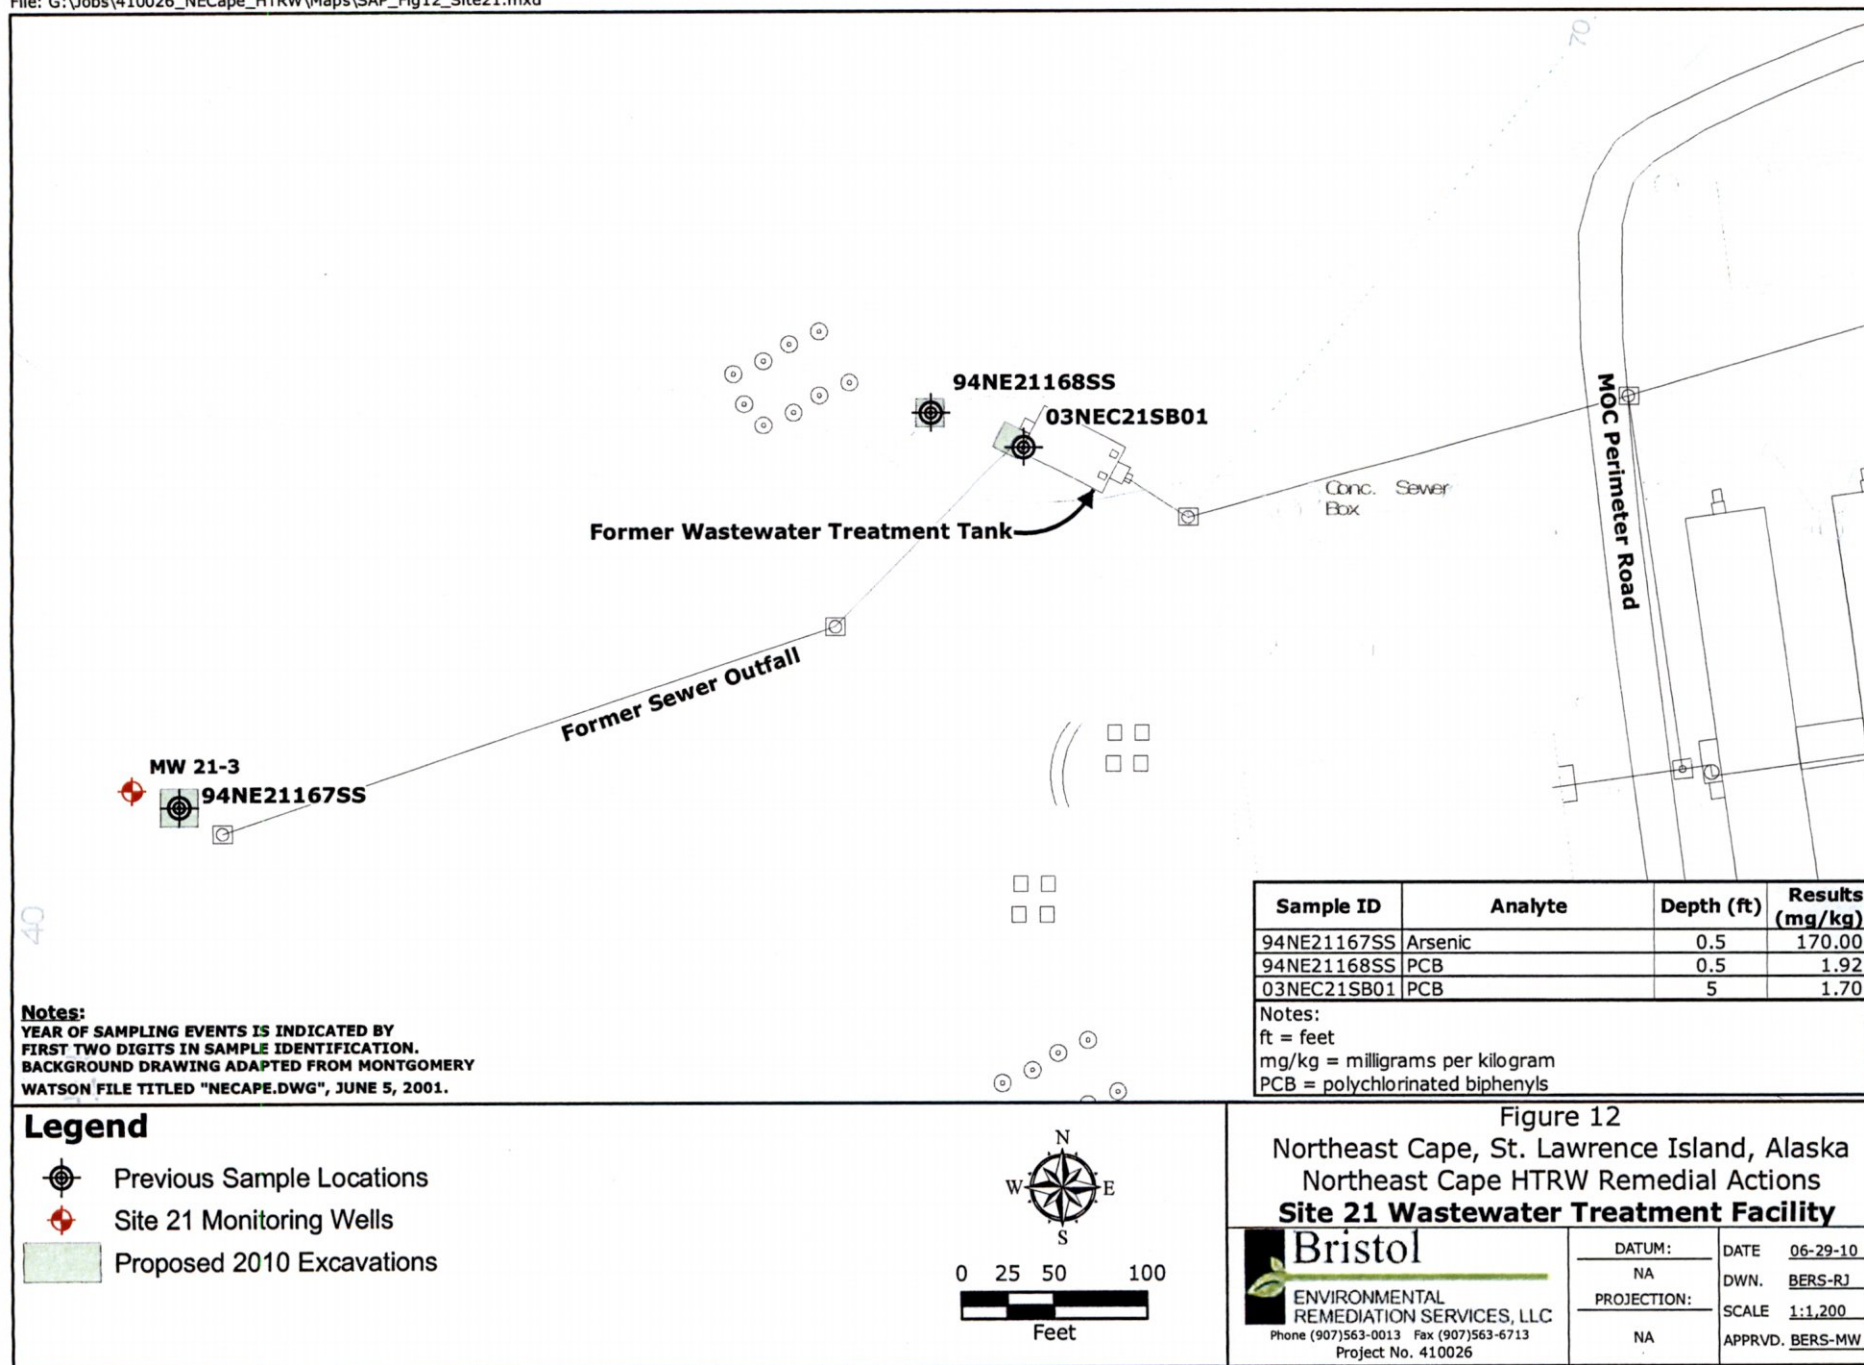 File: G:\Jobs\410026_NECape_HTRW\Maps\SAP_Fig12_Site21.mxd
70
94NE21168SS
03NEC21SB01
MOC Perimeter Road
Conc. Sewer
Box
Former Wastewater Treatment Tank
Former Sewer Outfall
MW 21-3
94NE21167SS
40
Sample ID Analyte Depth (ft) Results (mg/kg)
94NE21167SS Arsenic 0.5 170.00
94NE21168SS PCB 0.5 1.92
03NEC21SB01 PCB 5 1.70
Notes:
ft = feet
mg/kg = milligrams per kilogram
PCB = polychlorinated biphenyls
Notes:
YEAR OF SAMPLING EVENTS IS INDICATED BY
FIRST TWO DIGITS IN SAMPLE IDENTIFICATION.
BACKGROUND DRAWING ADAPTED FROM MONTGOMERY
WATSON FILE TITLED "NECAPE.DWG", JUNE 5, 2001.
Legend
Previous Sample Locations
Site 21 Monitoring Wells
Proposed 2010 Excavations
N
W E
S
0 25 50 100
Feet
Figure 12
Northeast Cape, St. Lawrence Island, Alaska
Northeast Cape HTRW Remedial Actions
Site 21 Wastewater Treatment Facility
Bristol
ENVIRONMENTAL
REMEDIATION SERVICES, LLC
Phone (907)563-0013 Fax (907)563-6713
Project No. 410026
DATUM:
NA
PROJECTION:
NA
DATE 06-29-10
DWN. BERS-RJ
SCALE 1:1,200
APPRVD. BERS-MW